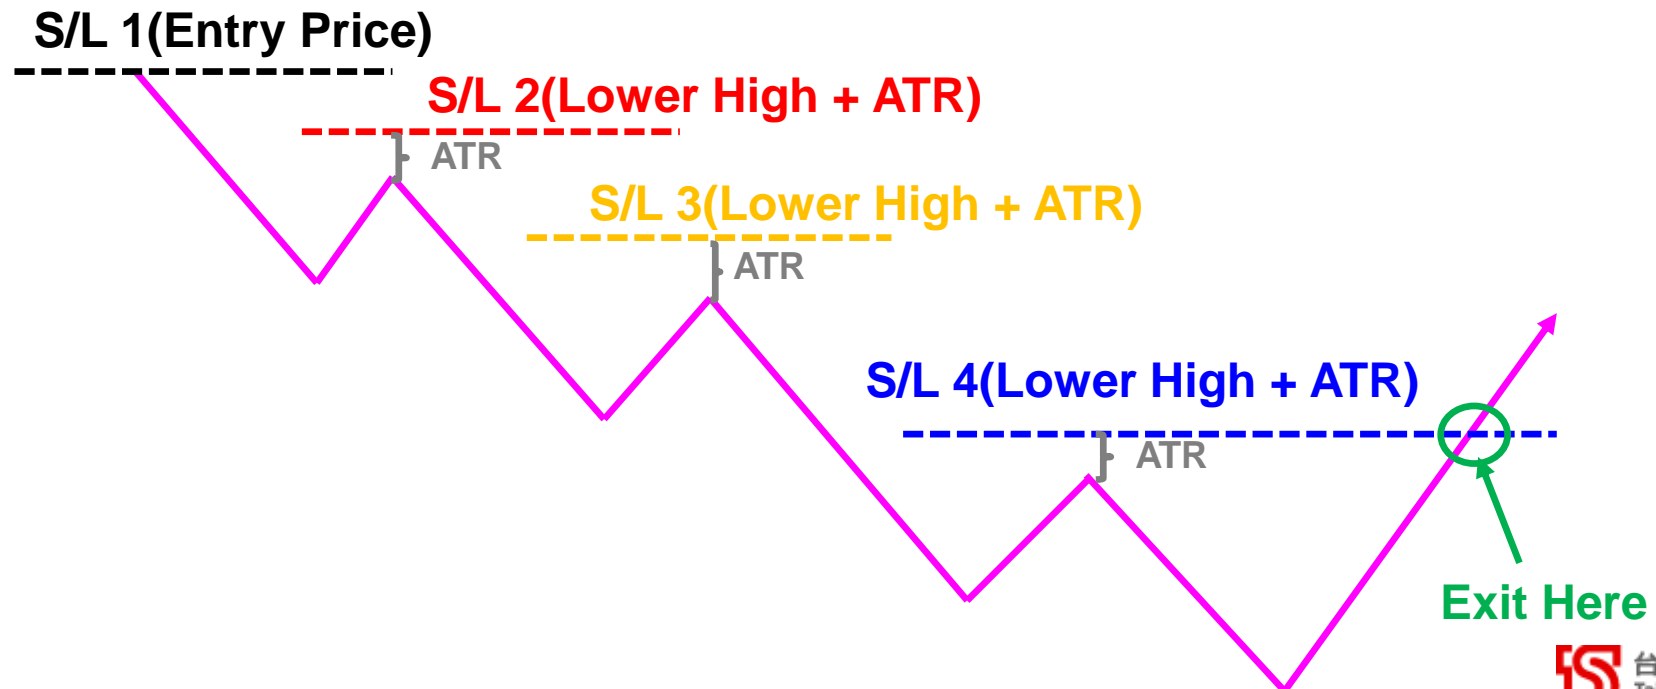 S/L 1(Entry Price)
S/L 2(Lower High + ATR)
ATR
S/L 3(Lower High + ATR)
ATR
S/L 4(Lower High + ATR)
ATR
Exit Here
台